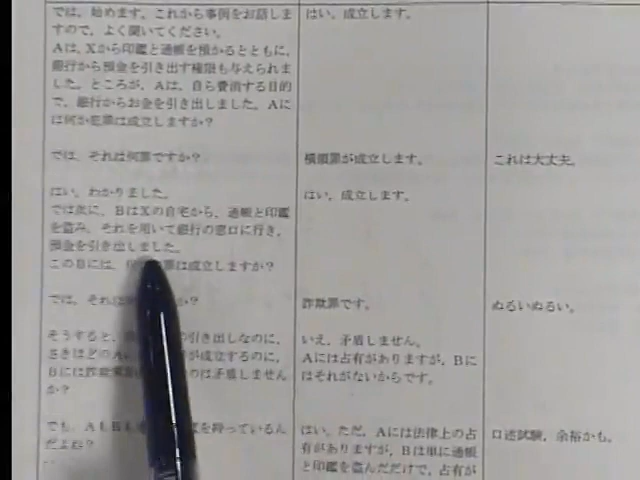 では、始めます。これから事例をお話しま
すので、よく聞いてください。
Aは、Xから印鑑と通帳を預かるとともに、
銀行から預金を引き出す権限も与えられま
した。ところが、Aは、自ら費消する目的
で、銀行からお金を引き出しました。Aに
は何か犯罪は成立しますか？
はい、成立します。
では、それは何罪ですか？
横領罪が成立します。
これは大丈夫。
はい、わかりました。
では次に、BはXの自宅から、通帳と印鑑
を盗み、それを用いて銀行の窓口に行き、
預金を引き出しました。
このBには、罪は成立しますか？
はい、成立します。
では、それは か？
詐欺罪です。
ぬるいぬるい。
そうすると、 の引き出しなのに、
さきほどのA が成立するのに、
Bには詐欺 のは矛盾しません
か？
いえ、矛盾しません。
Aには占有がありますが、Bに
はそれがないからです。
でも、AもBも を持っているん
だよね？
はい。ただ、Aには法律上の占
有がありますが、Bは単に通帳
と印鑑を盗んだだけで、占有が
口述試験、余裕かも。